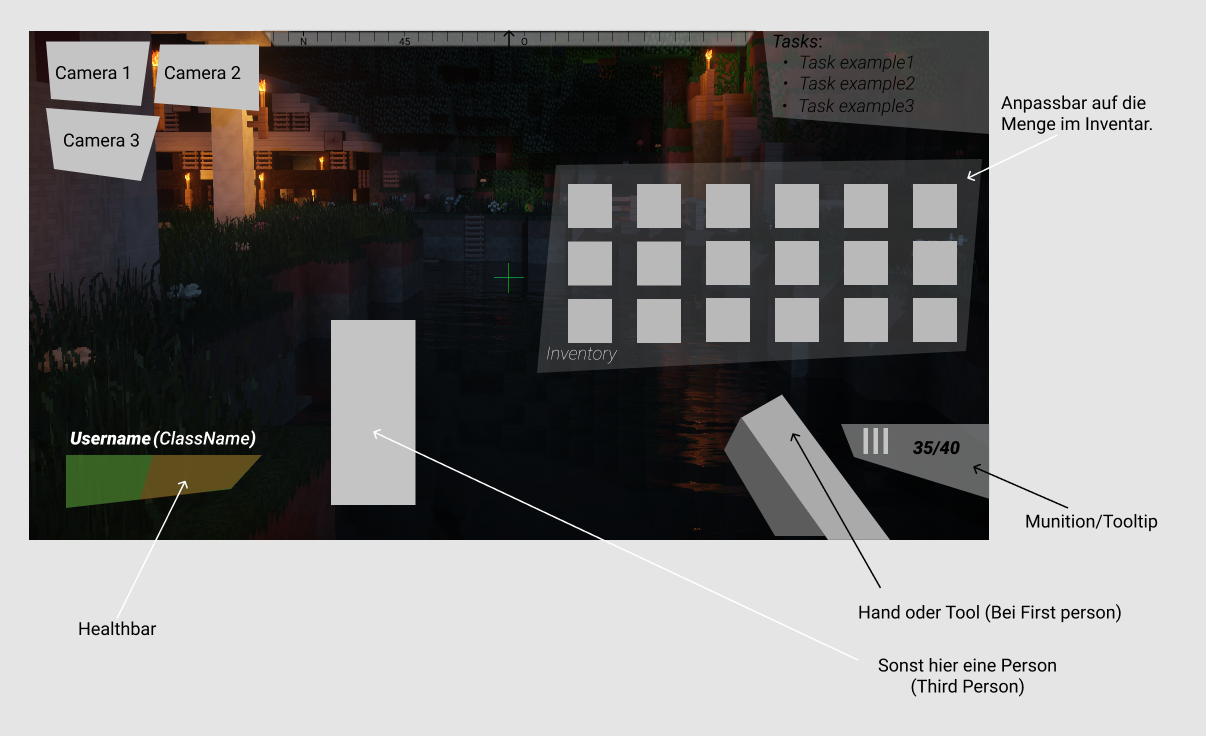 Camera 1
Camera 2
Camera 3
N
45
0
Tasks:
• Task example1
• Task example2
• Task example3
Anpassbar auf die
Menge im Inventar.
Inventory
Username (ClassName)
35/40
Munition/Tooltip
Hand oder Tool (Bei First person)
Healthbar
Sonst hier eine Person
(Third Person)